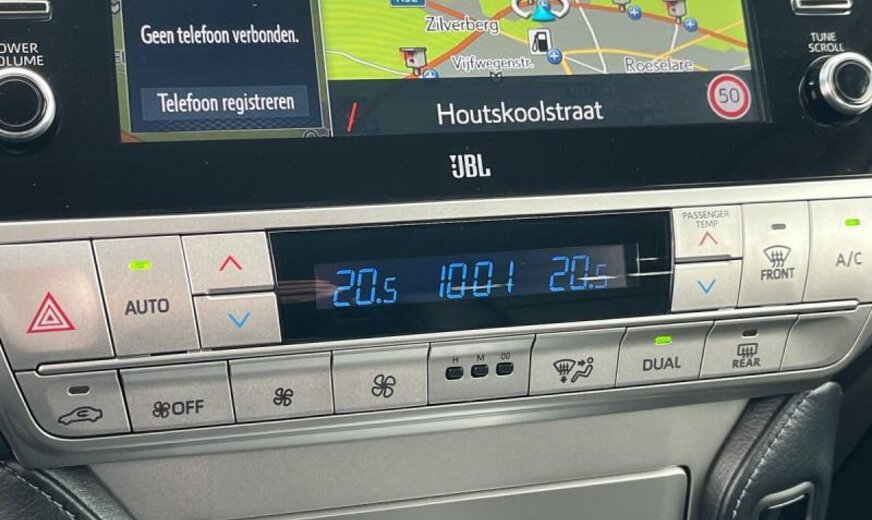 Geen telefoon verbonden.
Telefoon registreren
Zilverberg
Vijfwegenstr.
Roeselare
Houtskoolstraat
50
VOLUME
TUNE
SCROLL
JBL
AUTO
20.5 1001 20.5
PASSENGER
TEMP
FRONT
A/C
OFF
H M :00
DUAL
REAR